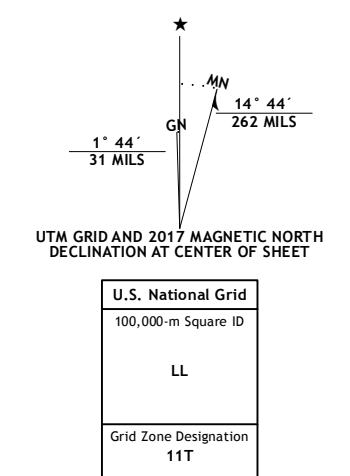 MN
GN
14° 44´
262 MILS
1° 44´
31 MILS
UTM GRID AND 2017 MAGNETIC NORTH
DECLINATION AT CENTER OF SHEET
U.S. National Grid
100,000-m Square ID
LL
Grid Zone Designation
11T